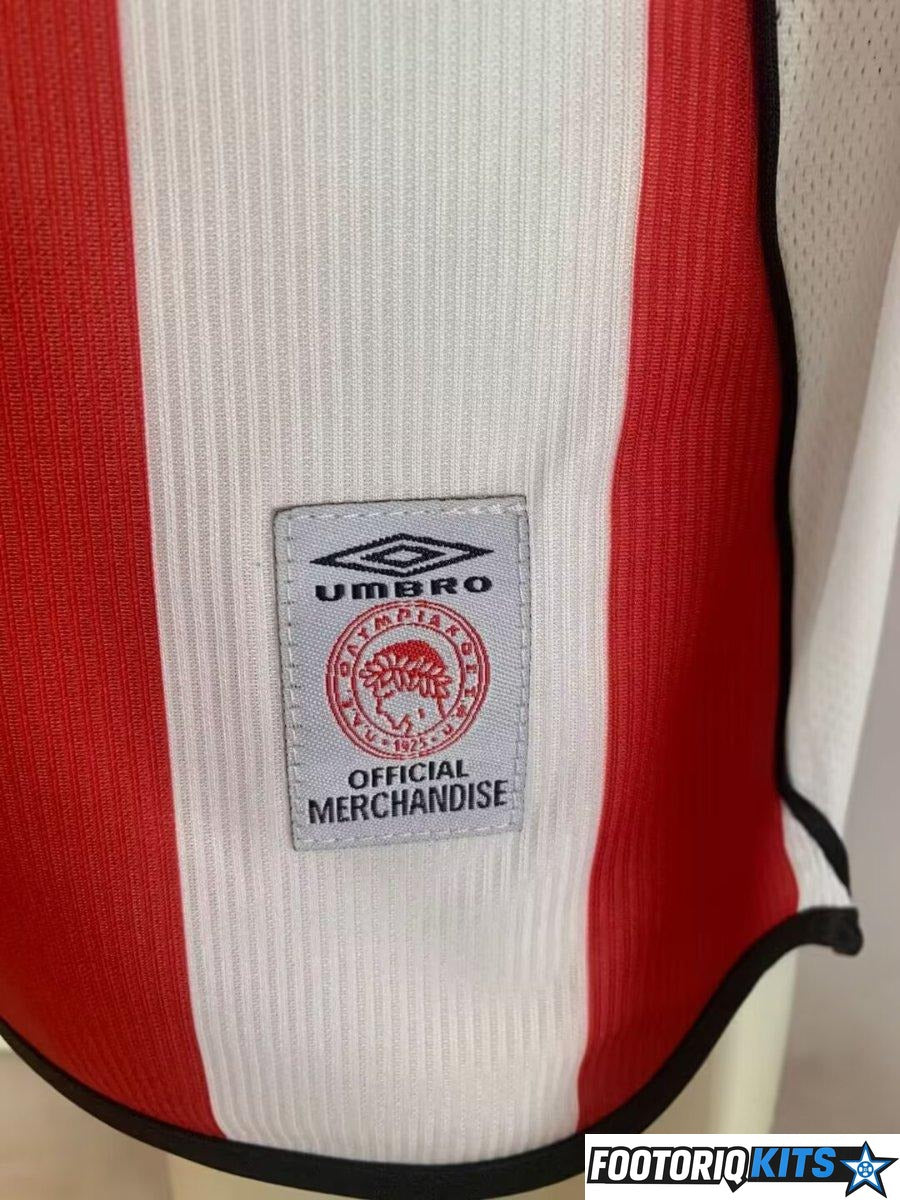 UMBRO
ΟΛΥΜΠΙΑΚΟΣ
1925
OFFICIAL
MERCHANDISE
FOOTORIQKITS